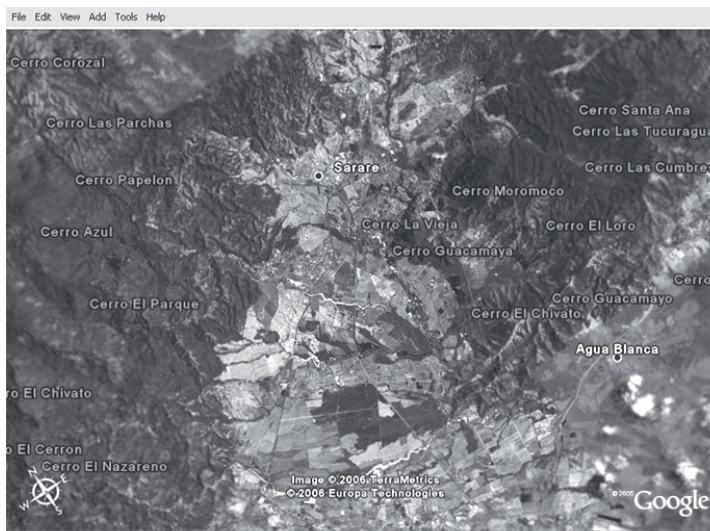 File Edit View Add Tools Help
Cerro Corozal
Cerro Santa Ana
Cerro Las Parchas
Cerro Las Tucuragua
Sarare
Cerro Las Cumbre
Cerro Papelon
Cerro Moromoco
Cerro La Vieja
Cerro El Loro
Cerro Azul
Cerro Guacamaya
Cerro
Cerro El Parque
Cerro Guacamayo
Cerro El Chivato
Agua Blanca
ro El Chivato
o El Cerron
Cerro El Nazareno
N
E
W
S
Image © 2006 TerraMetrics
© 2006 Europa Technologies
© 2005 Google